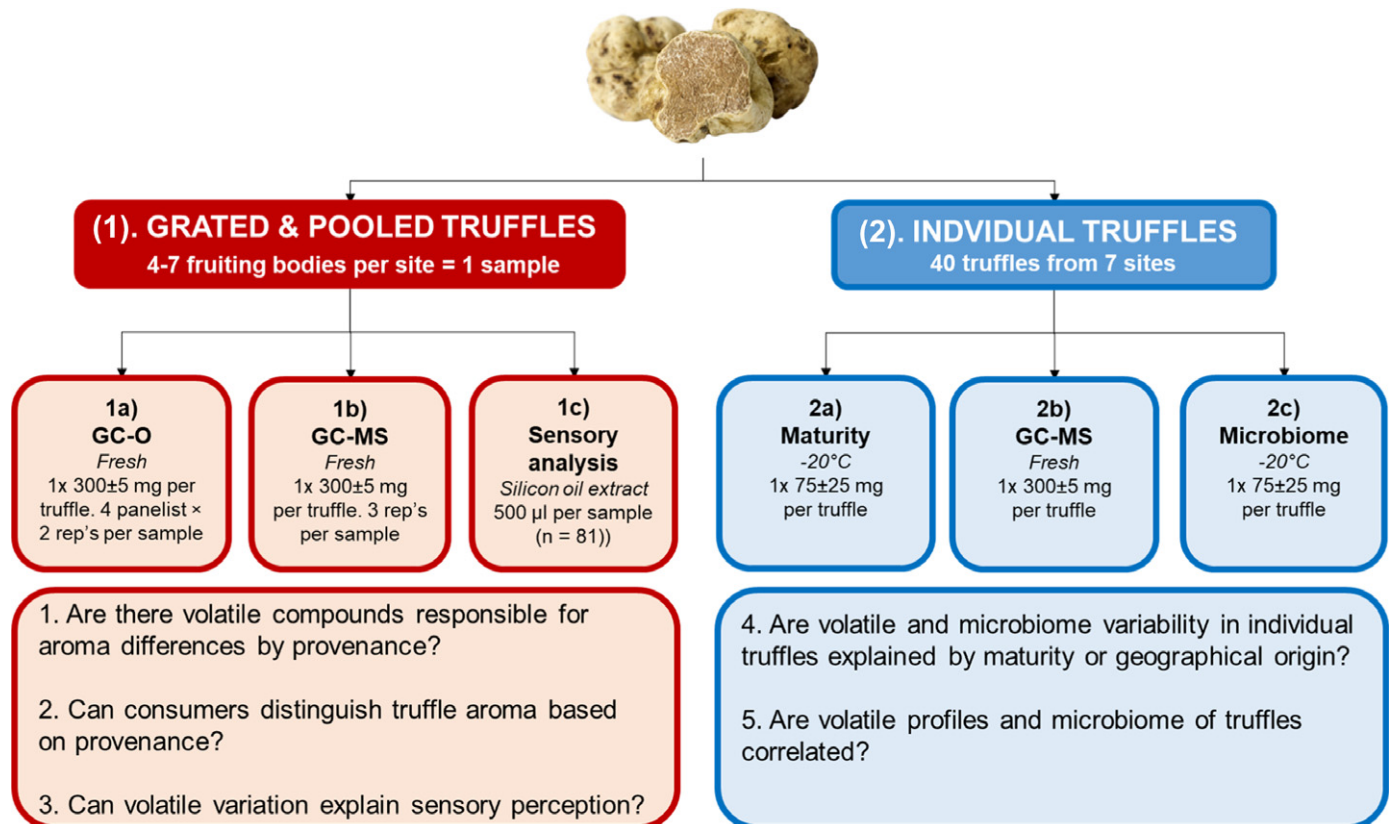 (1). GRATED & POOLED TRUFFLES
4-7 fruiting bodies per site = 1 sample
(2). INDVIDUAL TRUFFLES
40 truffles from 7 sites
1a)
GC-O
Fresh
1x 300±5 mg per
truffle. 4 panelist ×
2 rep's per sample
1b)
GC-MS
Fresh
1x 300±5 mg
per truffle. 3 rep's
per sample
1c)
Sensory
analysis
Silicon oil extract
500 µl per sample
(n = 81))
2a)
Maturity
-20°C
1x 75±25 mg
per truffle
2b)
GC-MS
Fresh
1x 300±5 mg
per truffle
2c)
Microbiome
-20°C
1x 75±25 mg
per truffle
1. Are there volatile compounds responsible for
aroma differences by provenance?
2. Can consumers distinguish truffle aroma based
on provenance?
3. Can volatile variation explain sensory perception?
4. Are volatile and microbiome variability in individual
truffles explained by maturity or geographical origin?
5. Are volatile profiles and microbiome of truffles
correlated?